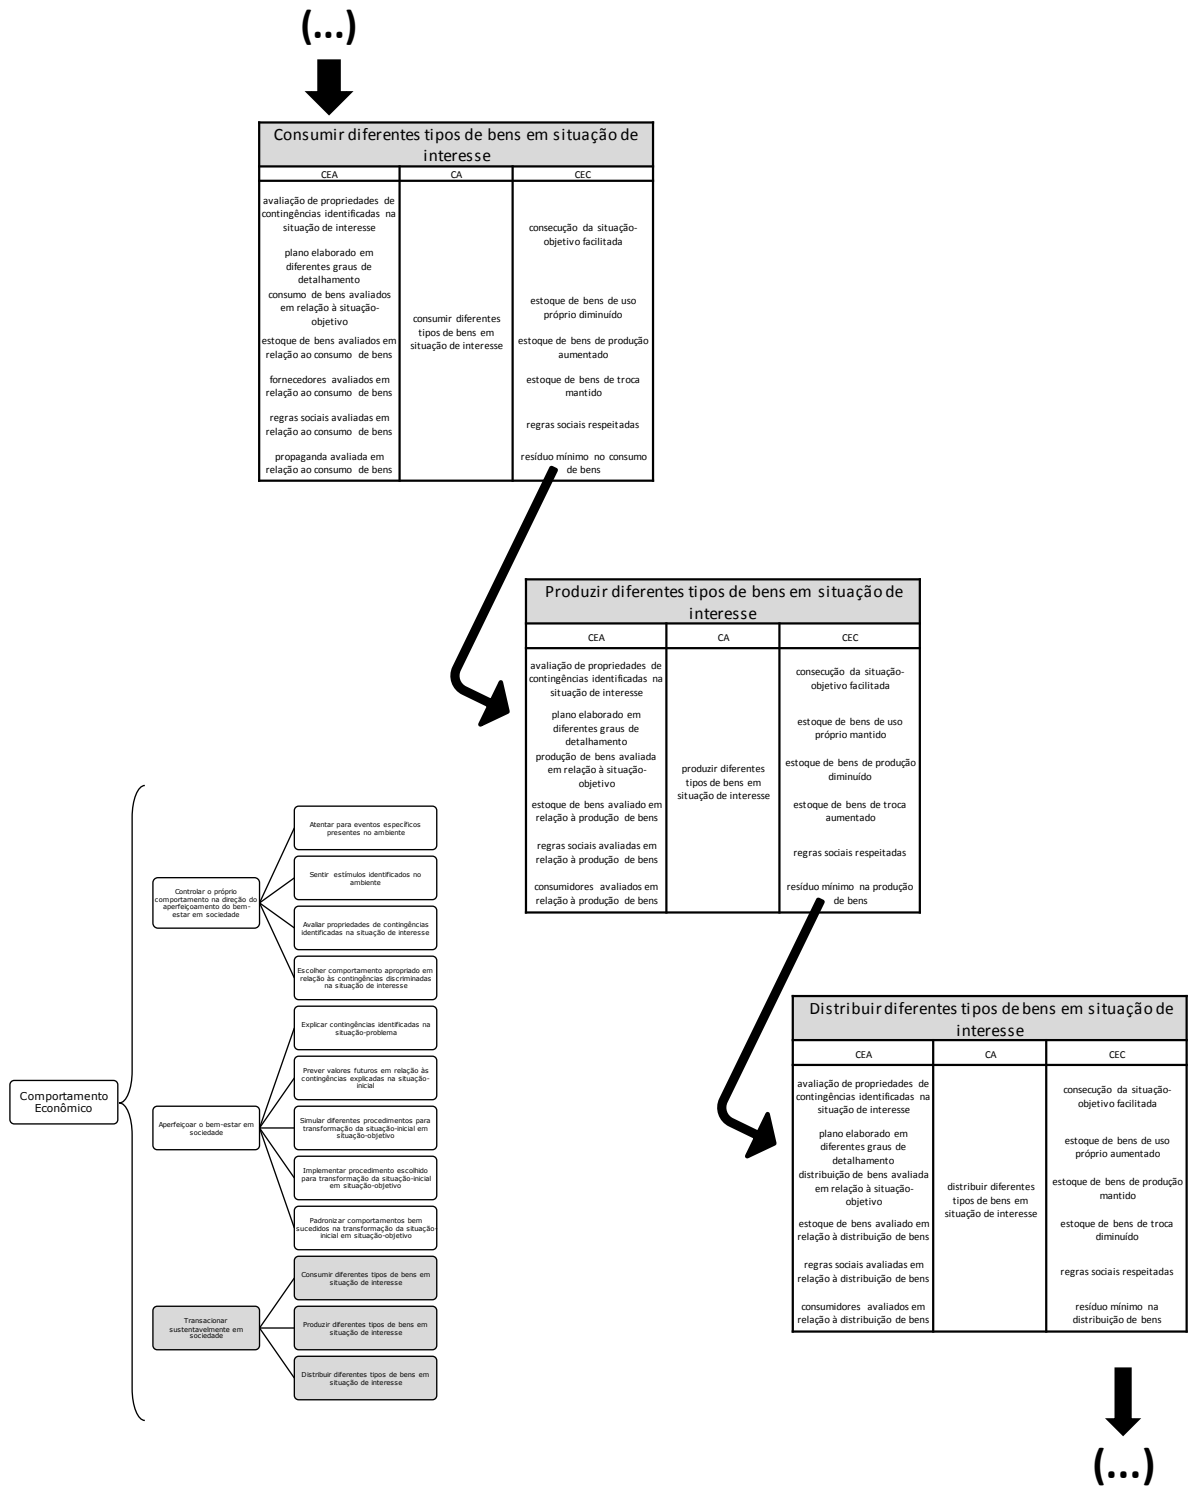 (...)
Consumir diferentes tipos de bens em situação de
interesse
CEA
CA
CEC
avaliação de propriedades de
contingências identificadas na
situação de interesse
plano elaborado em
diferentes graus de
detalhamento
consumo de bens avaliados
em relação à situação-
objetivo
estoque de bens avaliados em
relação ao consumo de bens
fornecedores avaliados em
relação ao consumo de bens
regras sociais avaliadas em
relação ao consumo de bens
propaganda avaliada em
relação ao consumo de bens
consumir diferentes
tipos de bens em
situação de interesse
consecução da situação-
objetivo facilitada
estoque de bens de uso
próprio diminuído
estoque de bens de produção
aumentado
estoque de bens de troca
mantido
regras sociais respeitadas
resíduo mínimo no consumo
de bens
Produzir diferentes tipos de bens em situação de
interesse
CEA
CA
CEC
avaliação de propriedades de
contingências identificadas na
situação de interesse
plano elaborado em
diferentes graus de
detalhamento
produção de bens avaliada
em relação à situação-
objetivo
estoque de bens avaliado em
relação à produção de bens
regras sociais avaliadas em
relação à produção de bens
consumidores avaliados em
relação à produção de bens
produzir diferentes
tipos de bens em
situação de interesse
consecução da situação-
objetivo facilitada
estoque de bens de uso
próprio mantido
estoque de bens de produção
diminuído
estoque de bens de troca
aumentado
regras sociais respeitadas
resíduo mínimo na produção
de bens
Distribuir diferentes tipos de bens em situação de
interesse
CEA
CA
CEC
avaliação de propriedades de
contingências identificadas na
situação de interesse
plano elaborado em
diferentes graus de
detalhamento
distribuição de bens avaliada
em relação à situação-
objetivo
estoque de bens avaliado em
relação à distribuição de bens
regras sociais avaliadas em
relação à distribuição de bens
consumidores avaliados em
relação à distribuição de bens
distribuir diferentes
tipos de bens em
situação de interesse
consecução da situação-
objetivo facilitada
estoque de bens de uso
próprio aumentado
estoque de bens de produção
mantido
estoque de bens de troca
diminuído
regras sociais respeitadas
resíduo mínimo na
distribuição de bens
(...)
Comportamento
Econômico
Controlar o próprio
comportamento na direção do
aperfeiçoamento do bem-
estar em sociedade
Atentar para eventos específicos
presentes no ambiente
Sentir estímulos identificados no
ambiente
Avaliar propriedades de contingências
identificadas na situação de interesse
Escolher comportamento apropriado em
relação às contingências discriminadas
na situação de interesse
Aperfeiçoar o bem-estar em
sociedade
Explicar contingências identificadas na
situação-problema
Prever valores futuros em relação às
contingências explicadas na situação-
inicial
Simular diferentes procedimentos para
transformação da situação-inicial em
situação-objetivo
Implementar procedimento escolhido
para transformação da situação-inicial
em situação-objetivo
Padronizar comportamentos bem
sucedidos na transformação da situação-
inicial em situação-objetivo
Transacionar
sustentavelmente em
sociedade
Consumir diferentes tipos de bens em
situação de interesse
Produzir diferentes tipos de bens em
situação de interesse
Distribuir diferentes tipos de bens em
situação de interesse